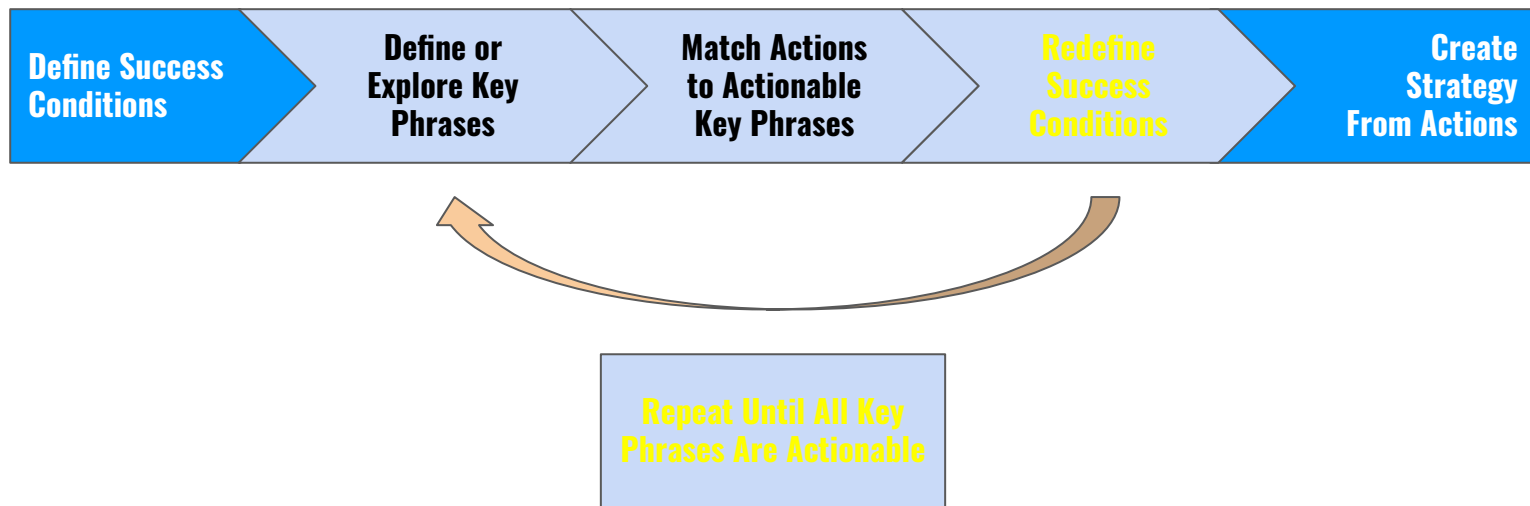 Define Success
Conditions
Define or
Explore Key
Phrases
Match Actions
to Actionable
Key Phrases
Redefine
Success
Conditions
Create
Strategy
From Actions
Repeat Until All Key
Phrases Are Actionable